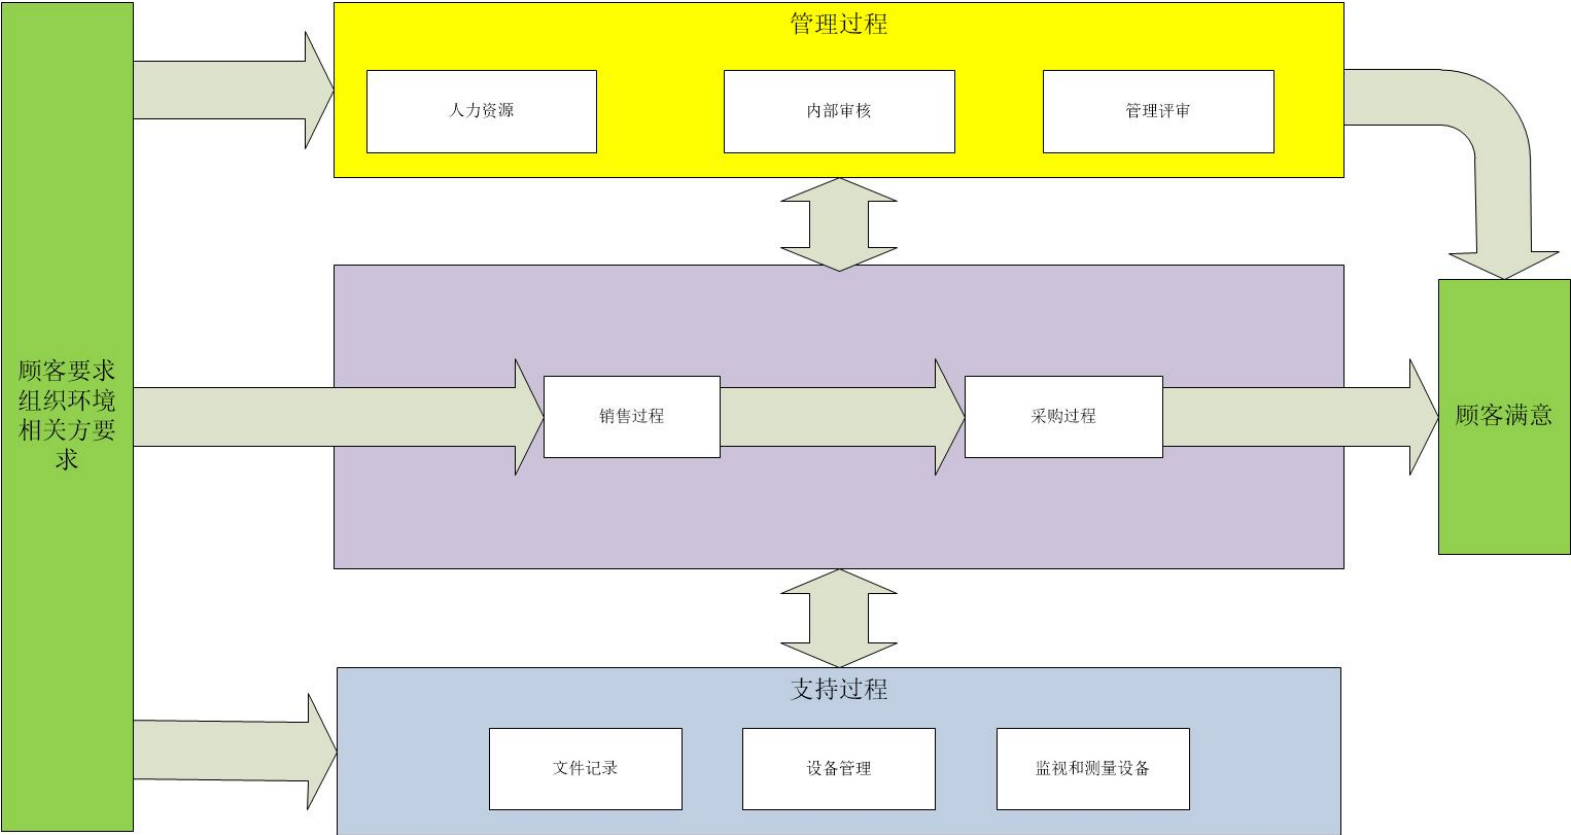 管理过程
人力资源
内部审核
管理评审
顾客要求
组织环境
相关方要
求
销售过程
采购过程
顾客满意
支持过程
文件记录
设备管理
监视和测量设备